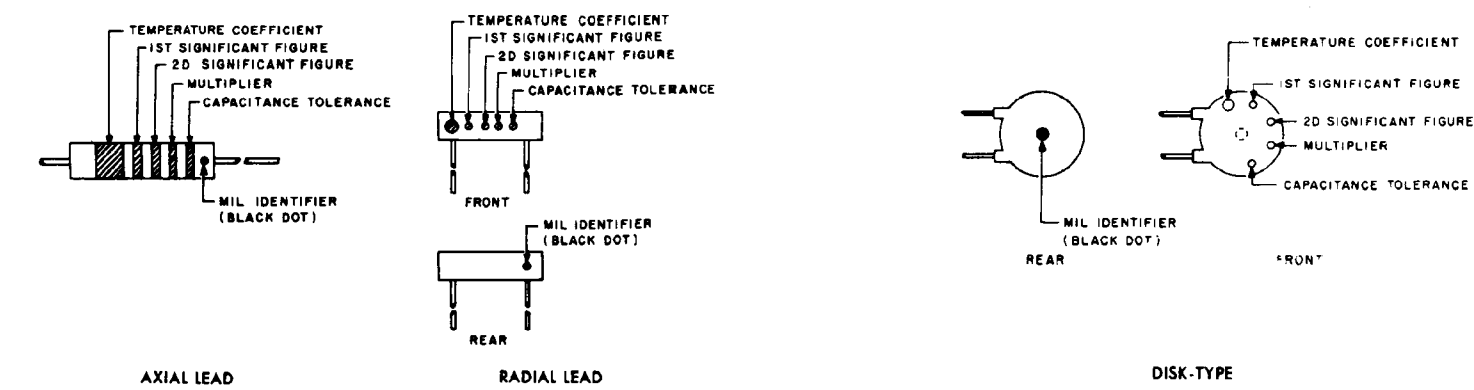 TEMPERATURE COEFFICIENT
1ST SIGNIFICANT FIGURE
2D SIGNIFICANT FIGURE
MULTIPLIER
CAPACITANCE TOLERANCE
MIL IDENTIFIER
(BLACK DOT)
AXIAL LEAD
TEMPERATURE COEFFICIENT
1ST SIGNIFICANT FIGURE
2D SIGNIFICANT FIGURE
MULTIPLIER
CAPACITANCE TOLERANCE
FRONT
MIL IDENTIFIER
(BLACK DOT)
REAR
RADIAL LEAD
MIL IDENTIFIER
(BLACK DOT)
REAR
TEMPERATURE COEFFICIENT
1ST SIGNIFICANT FIGURE
2D SIGNIFICANT FIGURE
MULTIPLIER
CAPACITANCE TOLERANCE
FRONT
DISK-TYPE